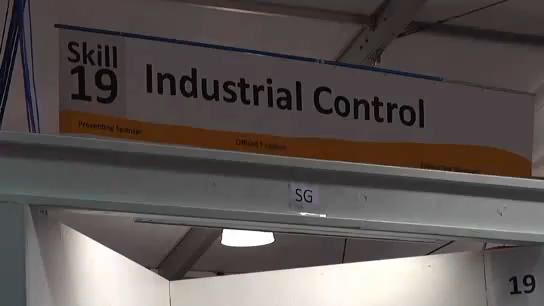 Skill
19
Industrial Control
Presenting Sponsor
SG
19